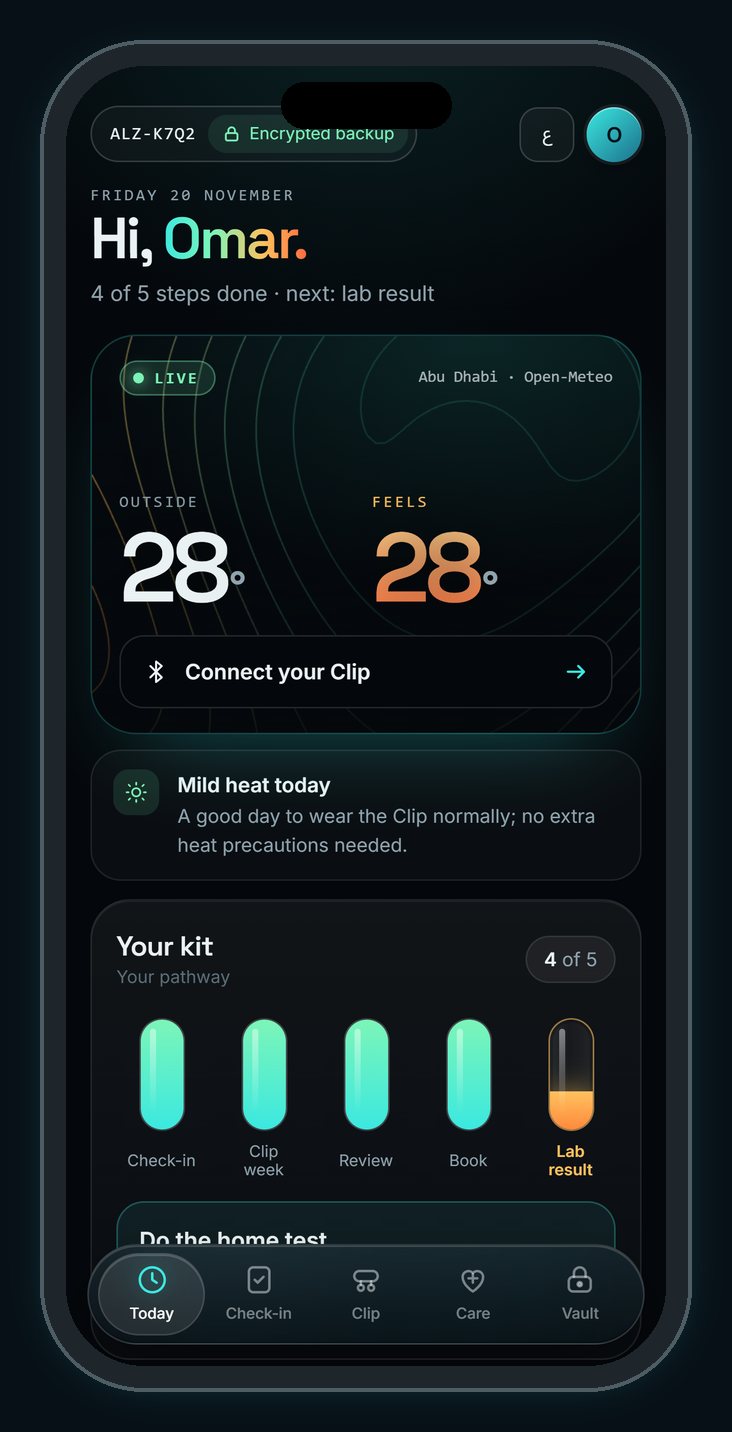 ALZ-K7Q2
Encrypted backup
ع
O
FRIDAY 20 NOVEMBER
Hi, Omar.
4 of 5 steps done · next: lab result
LIVE
Abu Dhabi · Open-Meteo
OUTSIDE
FEELS
28°
28°
Connect your Clip →
Mild heat today
A good day to wear the Clip normally; no extra
heat precautions needed.
Your kit
4 of 5
Your pathway
Check-in
Clip
week
Review
Book
Lab
result
Do the home test
Today
Check-in
Clip
Care
Vault